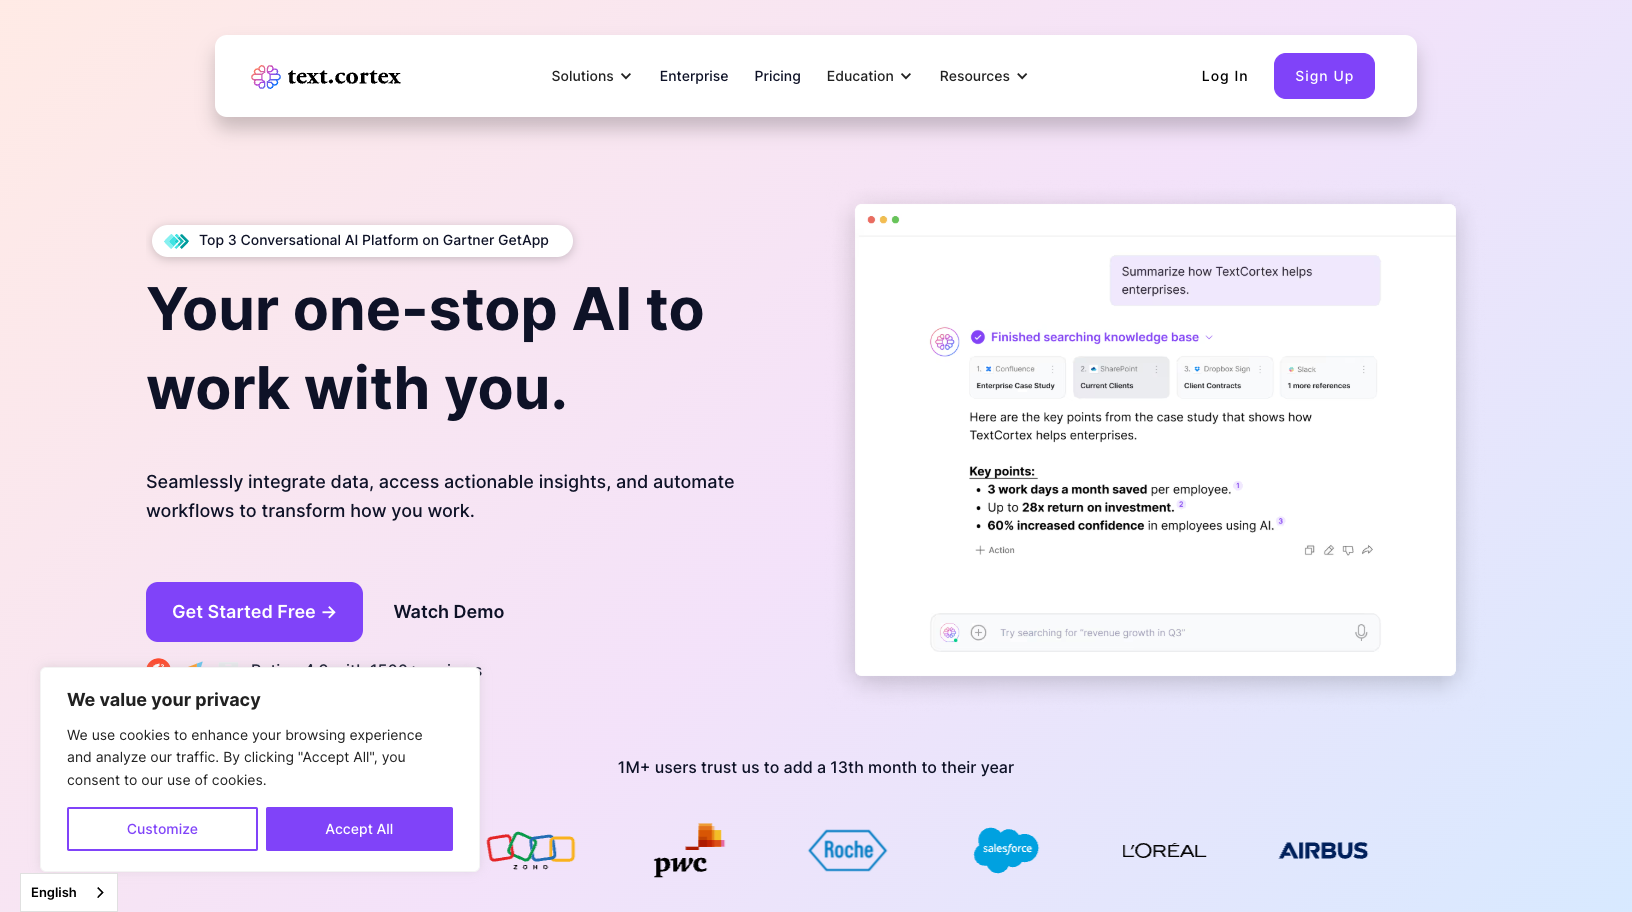 text.cortex
Solutions
Enterprise
Pricing
Education
Resources
Log In
Sign Up
Top 3 Conversational AI Platform on Gartner GetApp
Your one-stop AI to
work with you.
Seamlessly integrate data, access actionable insights, and automate
workflows to transform how you work.
Get Started Free →
Watch Demo
Summarize how TextCortex helps
enterprises.
Finished searching knowledge base
1. Confluence
Enterprise Case Study
2. SharePoint
Current Clients
3. Dropbox Sign
Client Contracts
Slack
1 more references
Here are the key points from the case study that shows how
TextCortex helps enterprises.
Key points:
• 3 work days a month saved per employee. 1
• Up to 28x return on investment. 2
• 60% increased confidence in employees using AI. 3
+ Action
Try searching for "revenue growth in Q3"
We value your privacy
We use cookies to enhance your browsing experience
and analyze our traffic. By clicking "Accept All", you
consent to our use of cookies.
Customize
Accept All
1M+ users trust us to add a 13th month to their year
ZOHO
pwc
Roche
salesforce
L'ORÉAL
AIRBUS
English